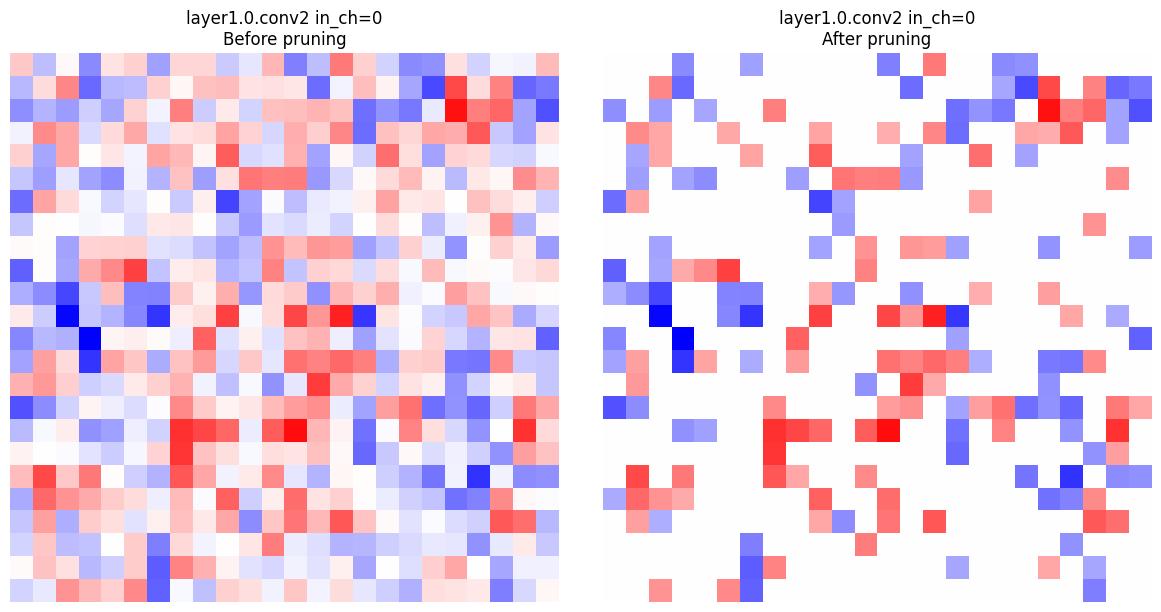 layer1.0.conv2 in_ch=0
Before pruning
layer1.0.conv2 in_ch=0
After pruning